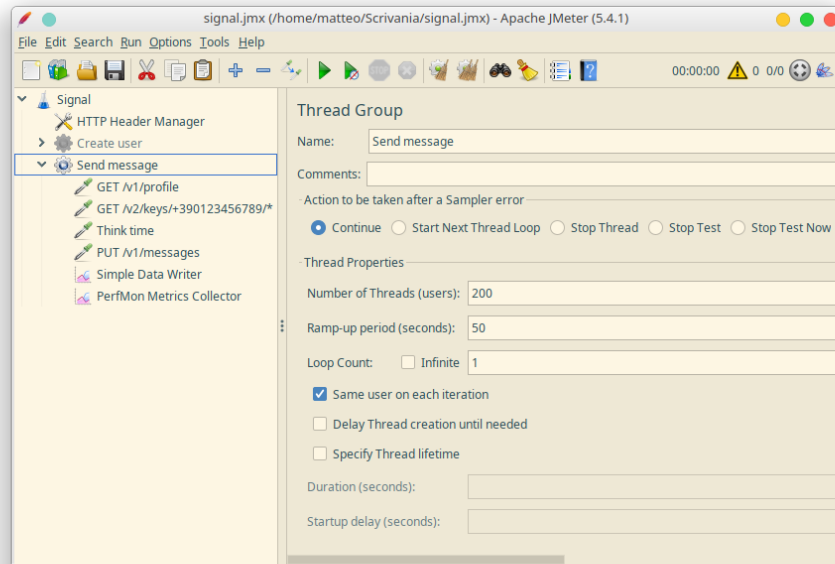 signal.jmx (/home/matteo/Scrivania/signal.jmx) - Apache JMeter (5.4.1)
File Edit Search Run Options Tools Help
STOP
00:00:00 0 0/0
Signal
HTTP Header Manager
Create user
Send message
GET /v1/profile
GET /v2/keys/+390123456789/*
Think time
PUT /v1/messages
Simple Data Writer
PerfMon Metrics Collector
Thread Group
Name: Send message
Comments:
Action to be taken after a Sampler error
Continue Start Next Thread Loop Stop Thread Stop Test Stop Test Now
Thread Properties
Number of Threads (users): 200
Ramp-up period (seconds): 50
Loop Count: Infinite 1
Same user on each iteration
Delay Thread creation until needed
Specify Thread lifetime
Duration (seconds):
Startup delay (seconds):